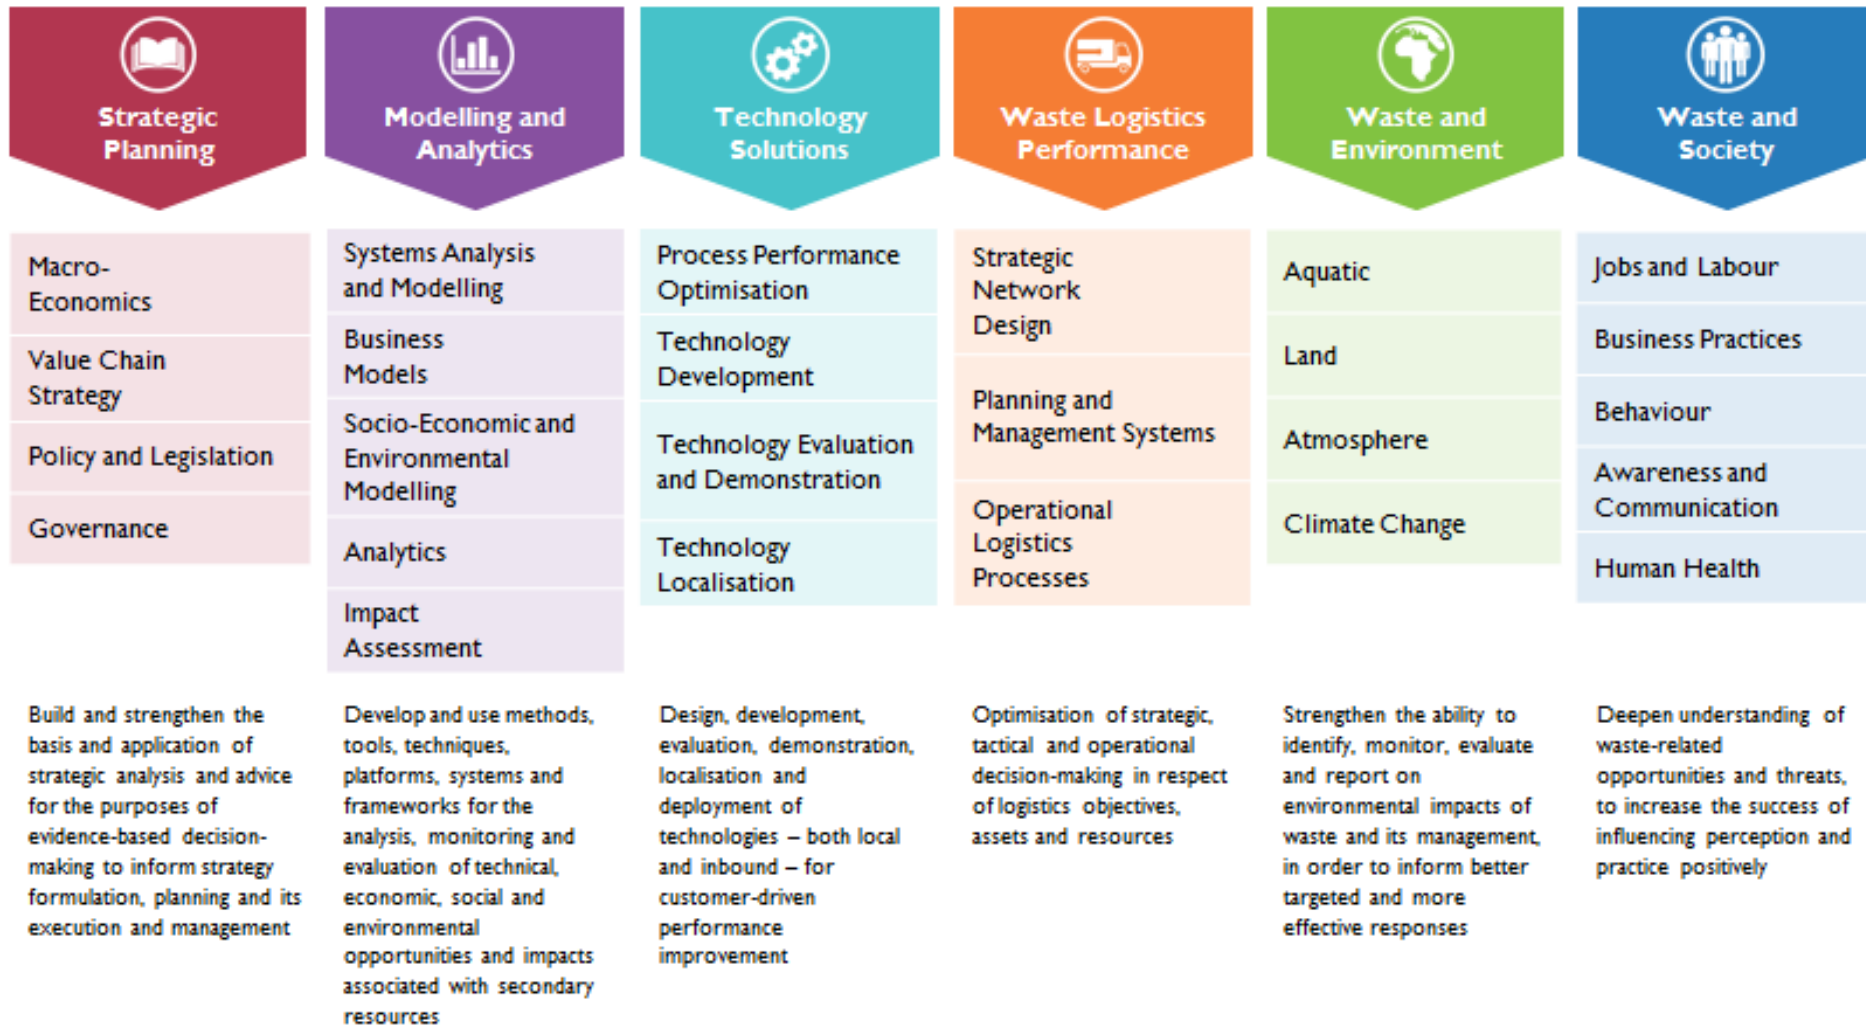 Strategic
Planning
Modelling and
Analytics
Technology
Solutions
Waste Logistics
Performance
Waste and
Environment
Waste and
Society
Macro-
Economics
Value Chain
Strategy
Policy and Legislation
Governance
Systems Analysis
and Modelling
Business
Models
Socio-Economic and
Environmental
Modelling
Analytics
Impact
Assessment
Process Performance
Optimisation
Technology
Development
Technology Evaluation
and Demonstration
Technology
Localisation
Strategic
Network
Design
Planning and
Management Systems
Operational
Logistics
Processes
Aquatic
Land
Atmosphere
Climate Change
Jobs and Labour
Business Practices
Behaviour
Awareness and
Communication
Human Health
Build and strengthen the
basis and application of
strategic analysis and advice
for the purposes of
evidence-based decision-
making to inform strategy
formulation, planning and its
execution and management
Develop and use methods,
tools, techniques,
platforms, systems and
frameworks for the
analysis, monitoring and
evaluation of technical,
economic, social and
environmental
opportunities and impacts
associated with secondary
resources
Design, development,
evaluation, demonstration,
localisation and
deployment of
technologies – both local
and inbound – for
customer-driven
performance
improvement
Optimisation of strategic,
tactical and operational
decision-making in respect
of logistics objectives,
assets and resources
Strengthen the ability to
identify, monitor, evaluate
and report on
environmental impacts of
waste and its management,
in order to inform better
targeted and more
effective responses
Deepen understanding of
waste-related
opportunities and threats,
to increase the success of
influencing perception and
practice positively